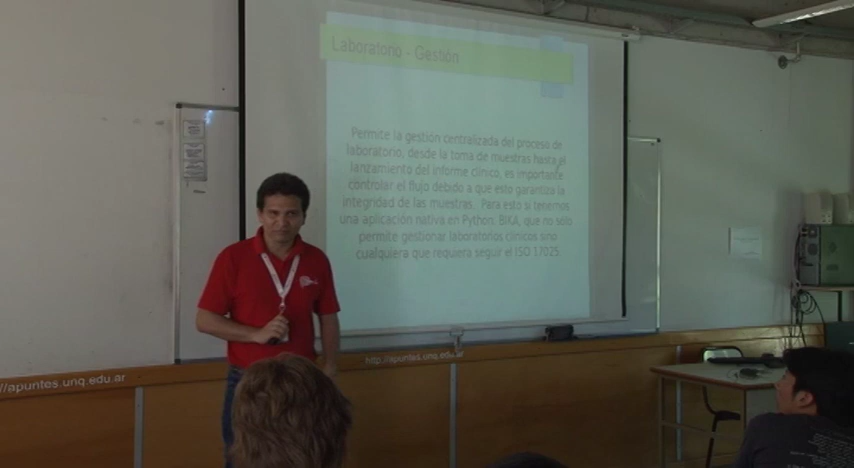 Laboratorio - Gestión
Permite la gestión centralizada del proceso de
laboratorio, desde la toma de muestras hasta el
lanzamiento del informe clínico, es importante
controlar el flujo debido a que esto garantiza la
integridad de las muestras. Para esto si tenemos
una aplicación nativa en Python: BIKA, que no sólo
permite gestionar laboratorios clínicos sino
cualquiera que requiera seguir el ISO 17025
//apuntes.unq.edu.ar
http://apuntes.unq.edu.ar